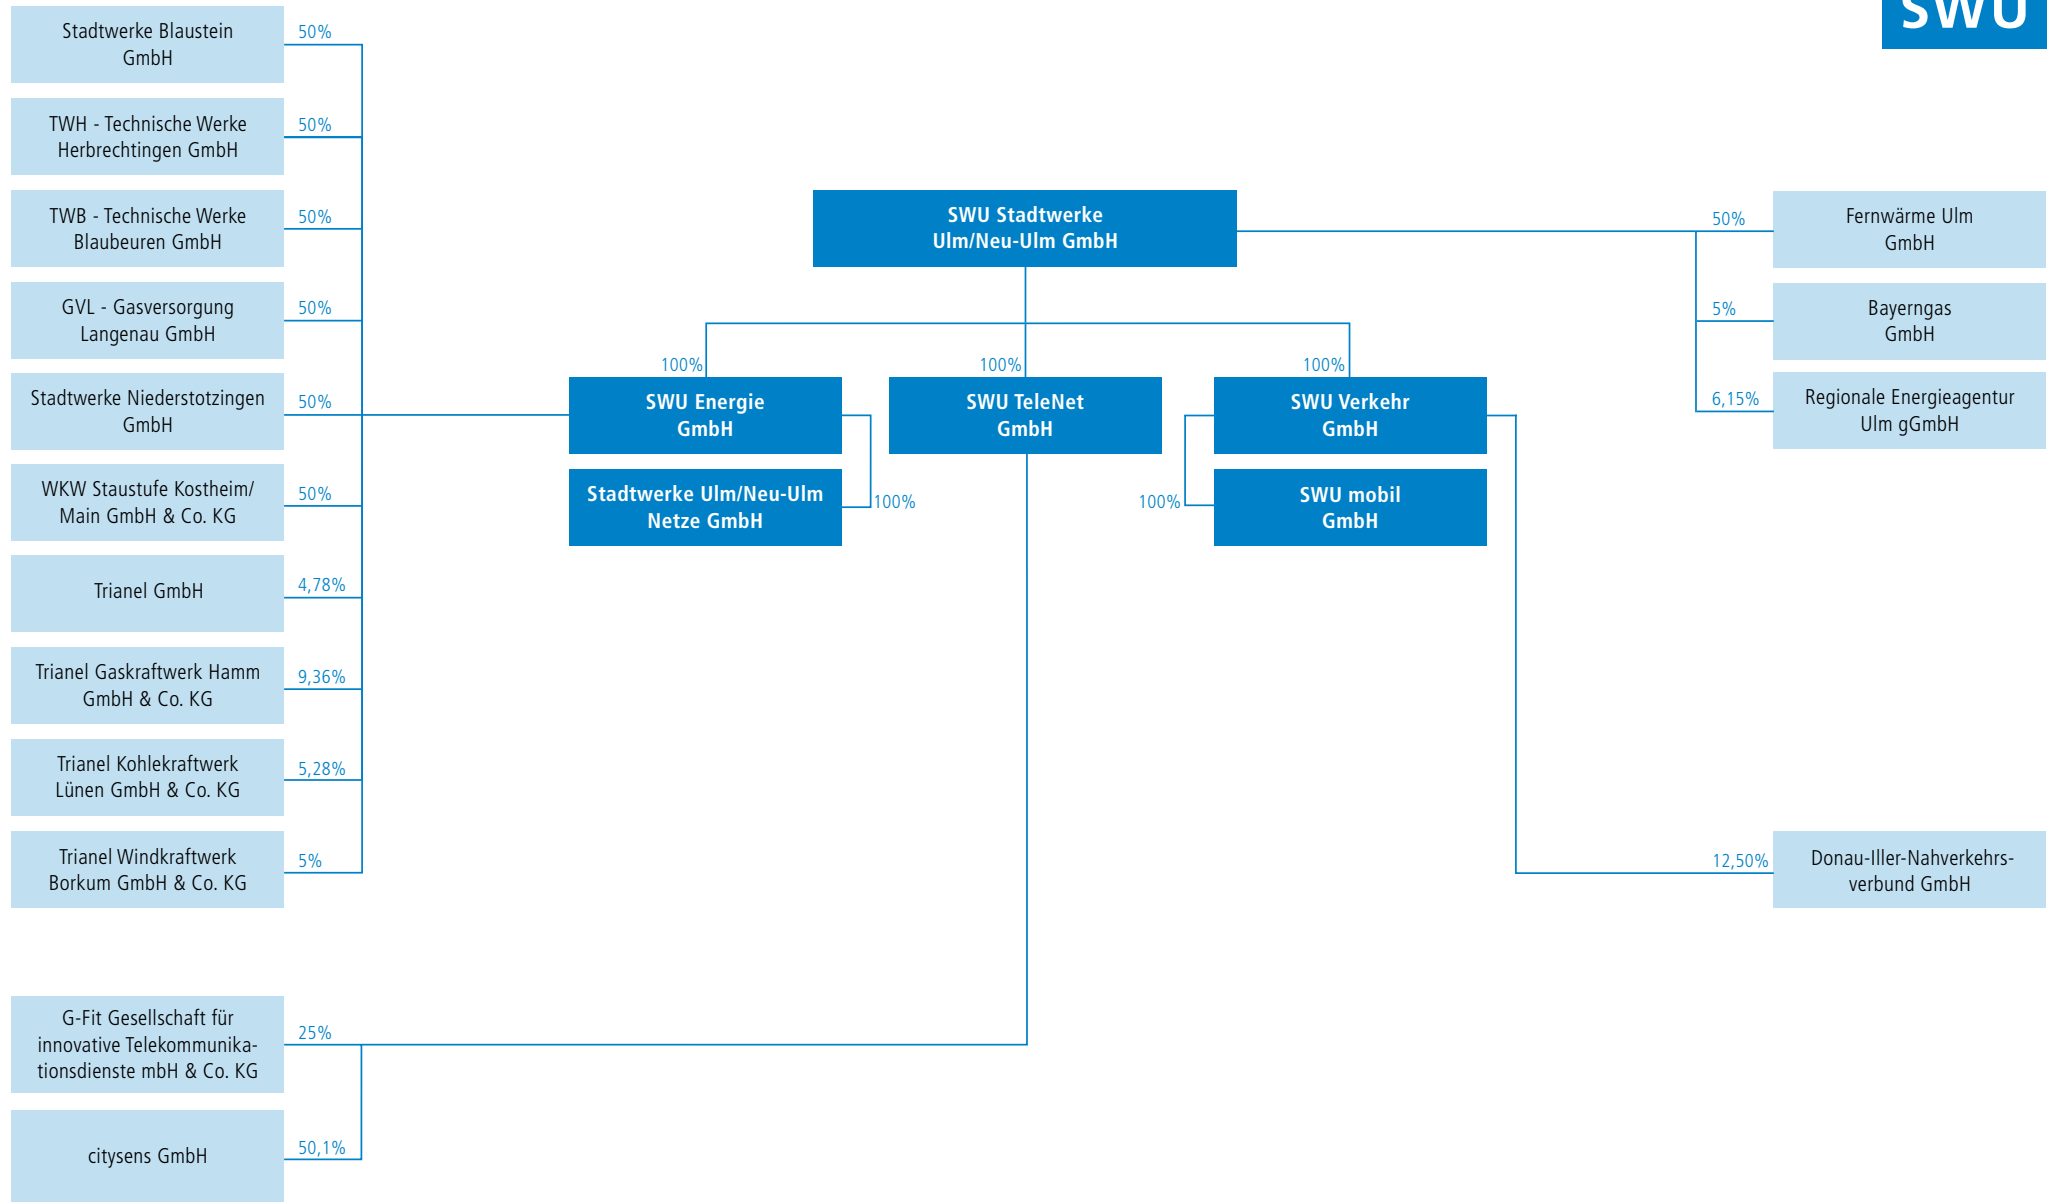 SWU
Stadtwerke Blaustein
GmbH
50%
TWH - Technische Werke
Herbrechtingen GmbH
50%
TWB - Technische Werke
Blaubeuren GmbH
50%
GVL - Gasversorgung
Langenau GmbH
50%
Stadtwerke Niederstotzingen
GmbH
50%
WKW Staustufe Kostheim/
Main GmbH & Co. KG
50%
Trianel GmbH
4,78%
Trianel Gaskraftwerk Hamm
GmbH & Co. KG
9,36%
Trianel Kohlekraftwerk
Lünen GmbH & Co. KG
5,28%
Trianel Windkraftwerk
Borkum GmbH & Co. KG
5%
G-Fit Gesellschaft für
innovative Telekommunika-
tionsdienste mbH & Co. KG
25%
citysens GmbH
50,1%
SWU Stadtwerke
Ulm/Neu-Ulm GmbH
100%
SWU Energie
GmbH
Stadtwerke Ulm/Neu-Ulm
Netze GmbH
100%
100%
SWU TeleNet
GmbH
100%
SWU Verkehr
GmbH
100%
SWU mobil
GmbH
50%
Fernwärme Ulm
GmbH
5%
Bayerngas
GmbH
6,15%
Regionale Energieagentur
Ulm gGmbH
12,50%
Donau-Iller-Nahverkehrs-
verbund GmbH